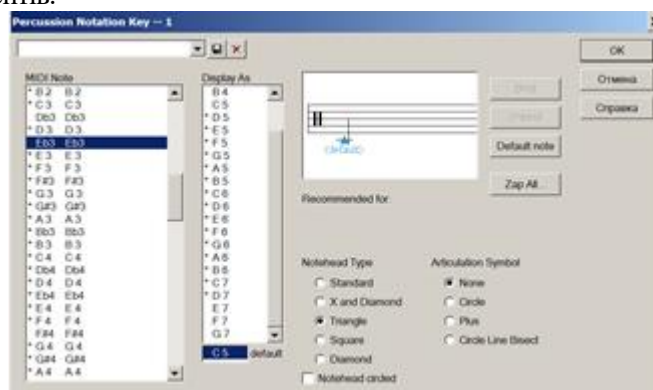 Percussion Notation Key -- 1
OK
Отмена
Справка
MIDI Note
* B2 B2
* C3 C3
Db3 Db3
* D3 D3
Eb3 Eb3
* E3 E3
* F3 F3
* F#3 F#3
* G3 G3
* G#3 G#3
* A3 A3
* Bb3 Bb3
* B3 B3
* C4 C4
* Db4 Db4
* D4 D4
* Eb4 Eb4
* E4 E4
* F4 F4
F#4 F#4
* G4 G4
* G#4 G#4
* A4 A4
Display As
B4
C5
* D5
* E5
* F5
* G5
* A5
* B5
* C6
* D6
* E6
* F6
* G6
* A6
* B6
* C7
* D7
E7
F7
G7
C5 default
(default)
Default note
Zap All...
Recommended for:
Notehead Type
Standard
X and Diamond
Triangle
Square
Diamond
Notehead circled
Articulation Symbol
None
Circle
Plus
Circle Line Bisect